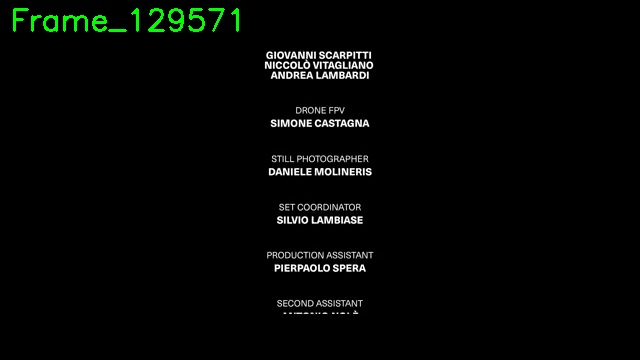 Frame_129571
GIOVANNI SCARPITTI
NICCOLÒ VITAGLIANO
ANDREA LAMBARDI
DRONE FPV
SIMONE CASTAGNA
STILL PHOTOGRAPHER
DANIELE MOLINERIS
SET COORDINATOR
SILVIO LAMBIASE
PRODUCTION ASSISTANT
PIERPAOLO SPERA
SECOND ASSISTANT